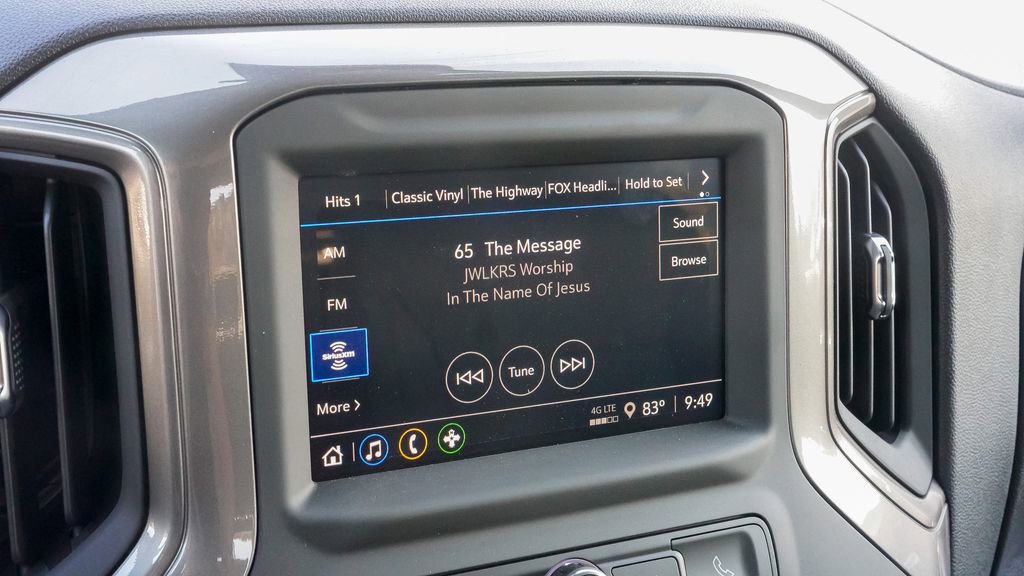 Hits 1 Classic Vinyl The Highway FOX Headli... Hold to Set
Sound
Browse
AM
FM
SiriusXM
More
65 The Message
JWLKRS Worship
In The Name Of Jesus
Tune
4G LTE 83° 9:49